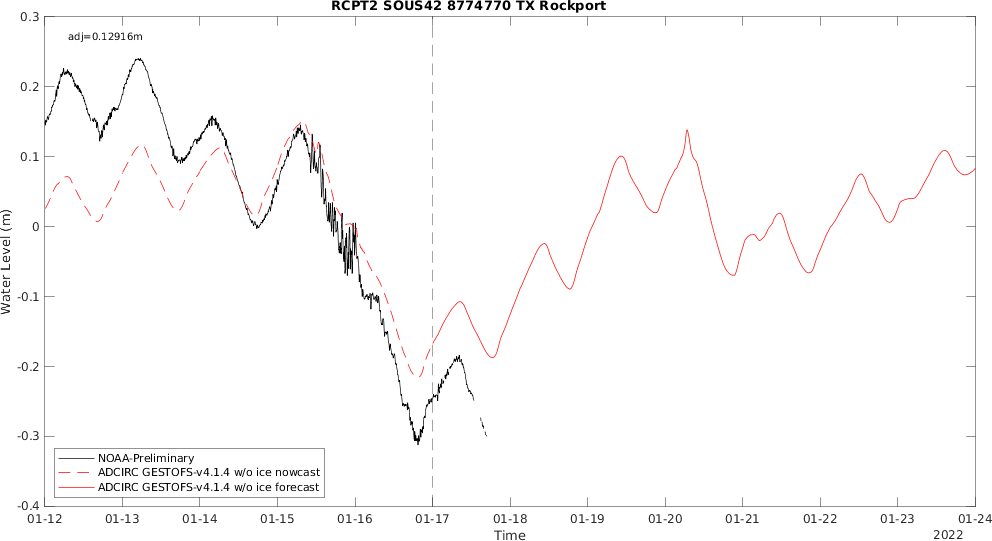 RCPT2 SOUS42 8774770 TX Rockport
adj=0.12916m
0.3
0.2
0.1
0
-0.1
-0.2
-0.3
-0.4
Water Level (m)
NOAA-Preliminary
ADCIRC GESTOFS-v4.1.4 w/o ice nowcast
ADCIRC GESTOFS-v4.1.4 w/o ice forecast
01-12 01-13 01-14 01-15 01-16 01-17 01-18 01-19 01-20 01-21 01-22 01-23 01-24
Time
2022